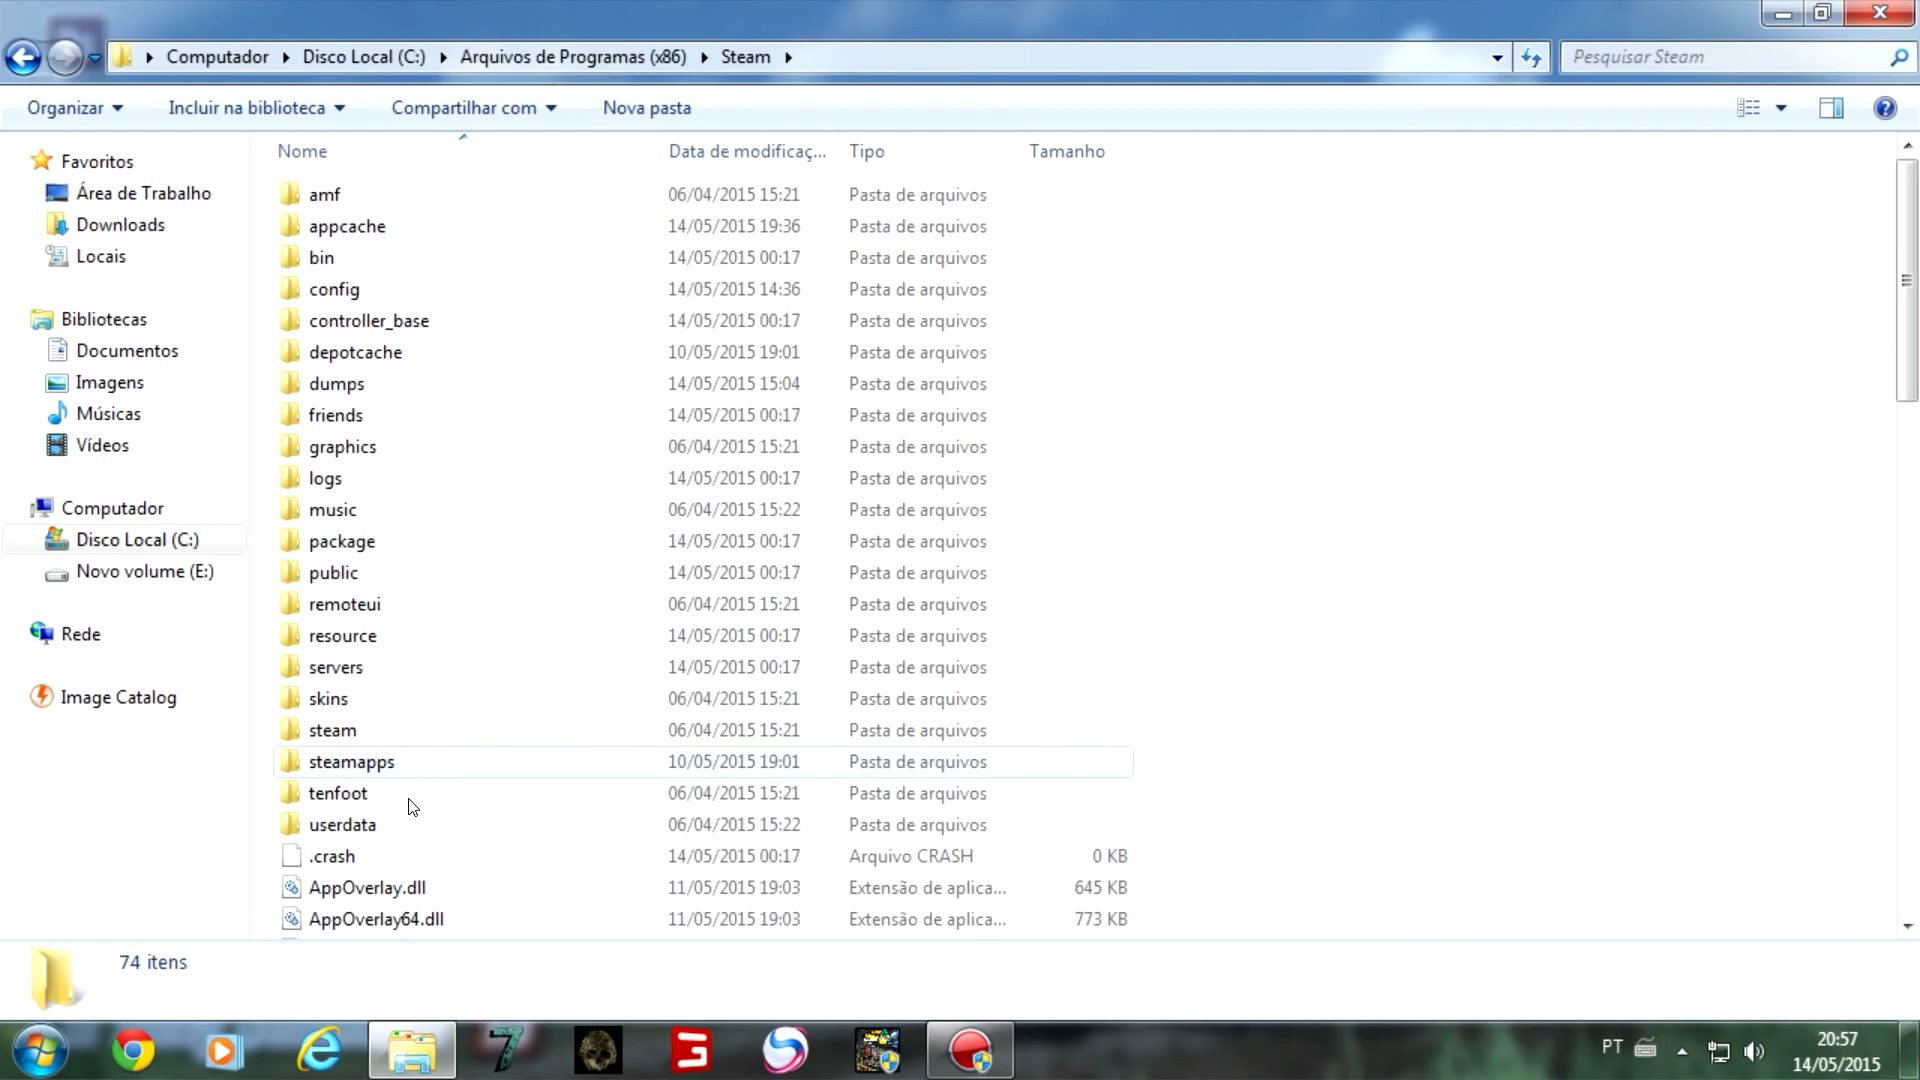 Computador Disco Local (C:) Arquivos de Programas (x86) Steam
Pesquisar Steam
Organizar Incluir na biblioteca Compartilhar com Nova pasta
Favoritos
Área de Trabalho
Downloads
Locais
Bibliotecas
Documentos
Imagens
Músicas
Vídeos
Computador
Disco Local (C:)
Novo volume (E:)
Rede
Image Catalog
Nome Data de modificaç... Tipo Tamanho
amf 06/04/2015 15:21 Pasta de arquivos
appcache 14/05/2015 19:36 Pasta de arquivos
bin 14/05/2015 00:17 Pasta de arquivos
config 14/05/2015 14:36 Pasta de arquivos
controller_base 14/05/2015 00:17 Pasta de arquivos
depotcache 10/05/2015 19:01 Pasta de arquivos
dumps 14/05/2015 15:04 Pasta de arquivos
friends 14/05/2015 00:17 Pasta de arquivos
graphics 06/04/2015 15:21 Pasta de arquivos
logs 14/05/2015 00:17 Pasta de arquivos
music 06/04/2015 15:22 Pasta de arquivos
package 14/05/2015 00:17 Pasta de arquivos
public 14/05/2015 00:17 Pasta de arquivos
remoteui 06/04/2015 15:21 Pasta de arquivos
resource 14/05/2015 00:17 Pasta de arquivos
servers 14/05/2015 00:17 Pasta de arquivos
skins 06/04/2015 15:21 Pasta de arquivos
steam 06/04/2015 15:21 Pasta de arquivos
steamapps 10/05/2015 19:01 Pasta de arquivos
tenfoot 06/04/2015 15:21 Pasta de arquivos
userdata 06/04/2015 15:22 Pasta de arquivos
.crash 14/05/2015 00:17 Arquivo CRASH 0 KB
AppOverlay.dll 11/05/2015 19:03 Extensão de aplica... 645 KB
AppOverlay64.dll 11/05/2015 19:03 Extensão de aplica... 773 KB
74 itens
PT
20:57
14/05/2015